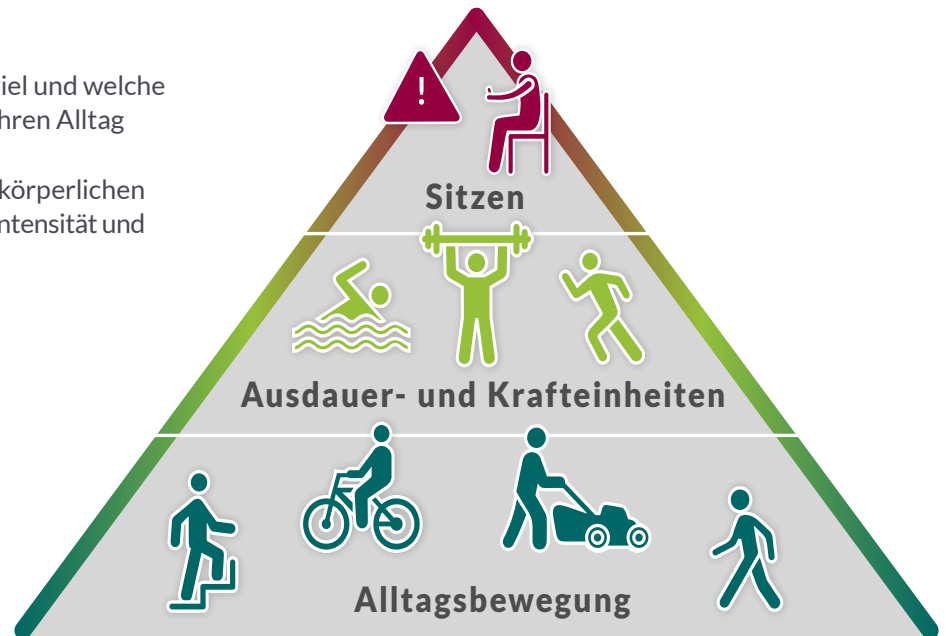 iel und welche
hren Alltag
körperlichen
ntensität und
!
Sitzen
Ausdauer- und Krafteinheiten
Alltagsbewegung